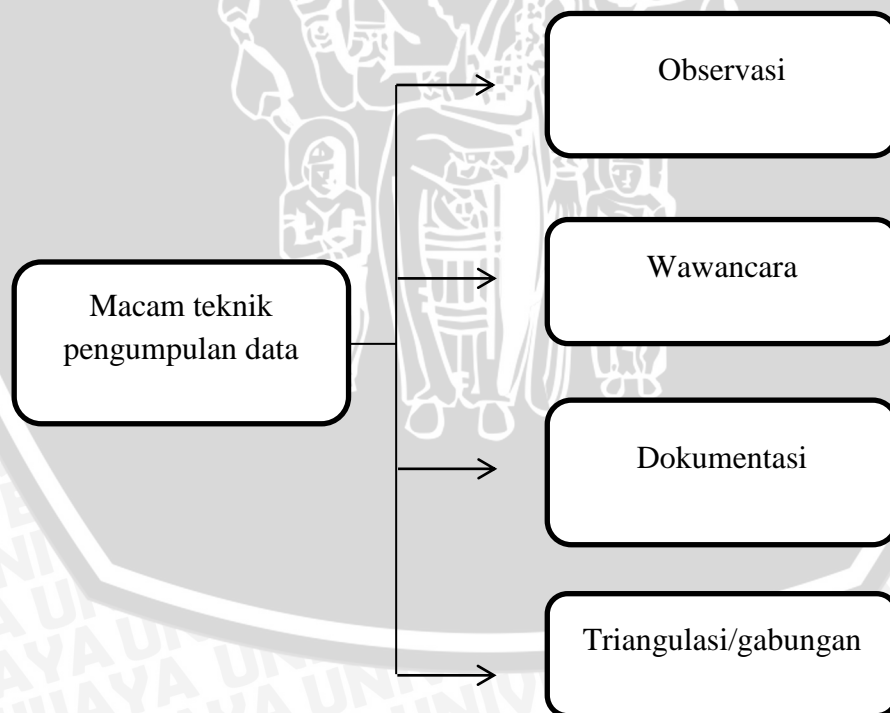 Observasi
Wawancara
Macam teknik
pengumpulan data
Dokumentasi
Triangulasi/gabungan